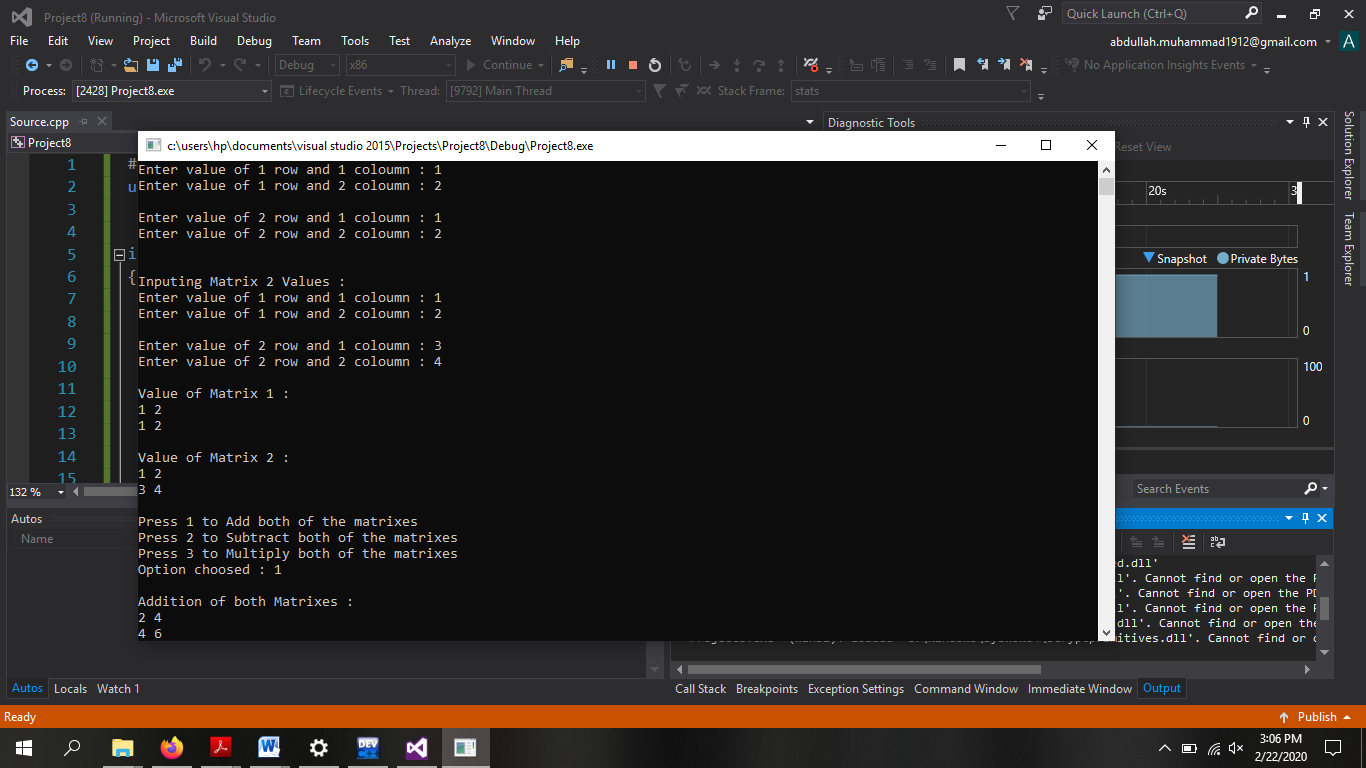 Project8 (Running) - Microsoft Visual Studio
Quick Launch (Ctrl+Q)
File Edit View Project Build Debug Team Tools Test Analyze Window Help
abdullah.muhammad1912@gmail.com A
Debug x86 Continue No Application Insights Events
Process: [2428] Project8.exe Lifecycle Events Thread: [9792] Main Thread Stack Frame: stats
Source.cpp
Diagnostic Tools
Project8
Reset View
c:\users\hp\documents\visual studio 2015\Projects\Project8\Debug\Project8.exe
1 #
2 u
3
4
5 i
6 {
7
8
9
10
11
12
13
14
15
Enter value of 1 row and 1 coloumn : 1
Enter value of 1 row and 2 coloumn : 2
Enter value of 2 row and 1 coloumn : 1
Enter value of 2 row and 2 coloumn : 2
Inputing Matrix 2 Values :
Enter value of 1 row and 1 coloumn : 1
Enter value of 1 row and 2 coloumn : 2
Enter value of 2 row and 1 coloumn : 3
Enter value of 2 row and 2 coloumn : 4
Value of Matrix 1 :
1 2
1 2
Value of Matrix 2 :
1 2
3 4
Press 1 to Add both of the matrixes
Press 2 to Subtract both of the matrixes
Press 3 to Multiply both of the matrixes
Option choosed : 1
Addition of both Matrixes :
2 4
4 6
20s 3
Snapshot Private Bytes
1
0
100
0
Search Events
132 %
Autos
Name
ed.dll'
ll'. Cannot find or open the P
l'. Cannot find or open the PD
ll'. Cannot find or open the P
dll'. Cannot find or open the
itives.dll'. Cannot find or o
Autos Locals Watch 1
Call Stack Breakpoints Exception Settings Command Window Immediate Window Output
Solution Explorer
Team Explorer
Ready
Publish
DEV
3:06 PM
2/22/2020